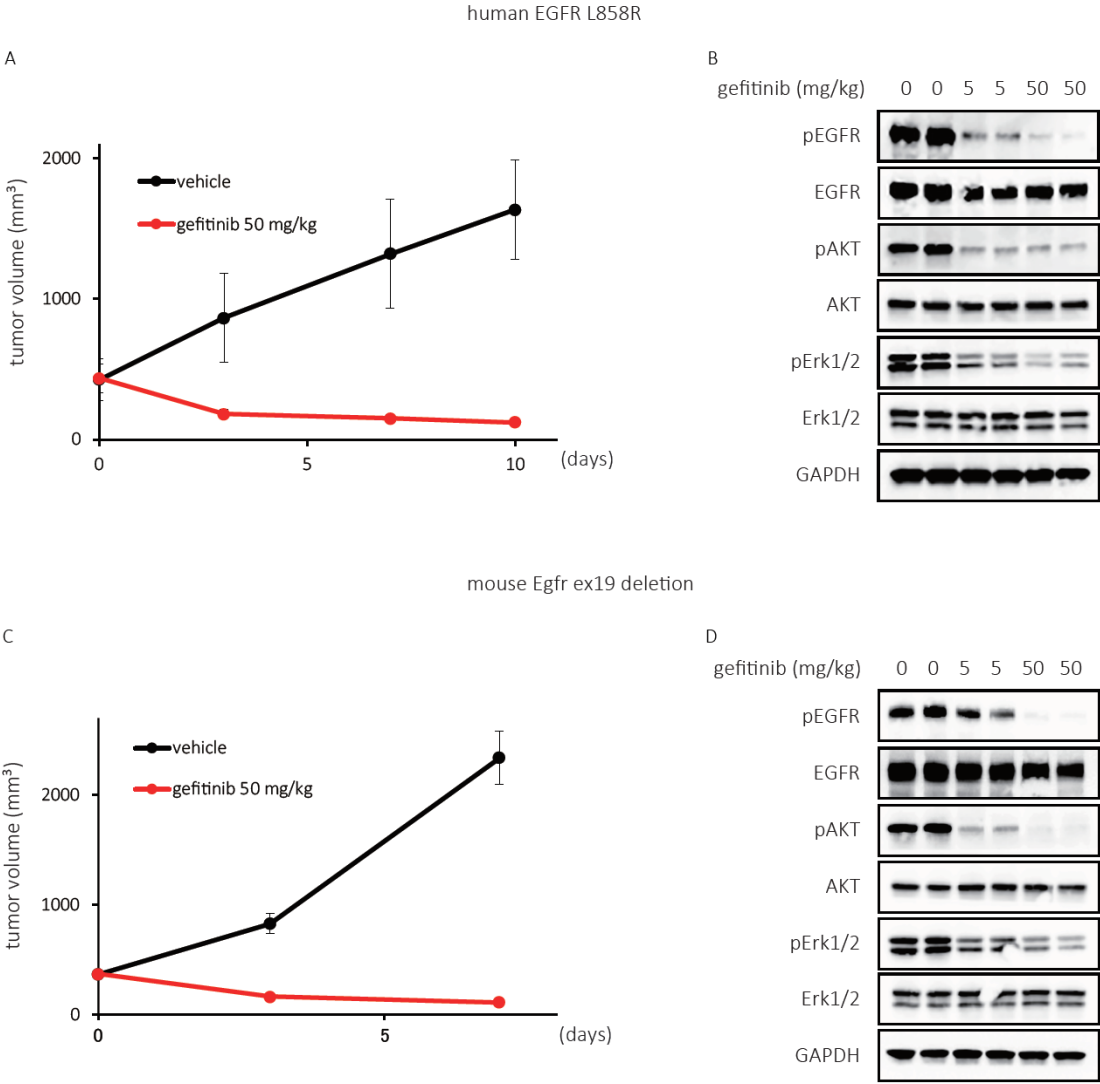 human EGFR L858R
A
tumor volume (mm³)
2000
1000
0
vehicle
gefitinib 50 mg/kg
0 5 10 (days)
B
gefitinib (mg/kg) 0 0 5 5 50 50
pEGFR
EGFR
pAKT
AKT
pErk1/2
Erk1/2
GAPDH
mouse Egfr ex19 deletion
C
tumor volume (mm³)
2000
1000
0
vehicle
gefitinib 50 mg/kg
0 5 (days)
D
gefitinib (mg/kg) 0 0 5 5 50 50
pEGFR
EGFR
pAKT
AKT
pErk1/2
Erk1/2
GAPDH